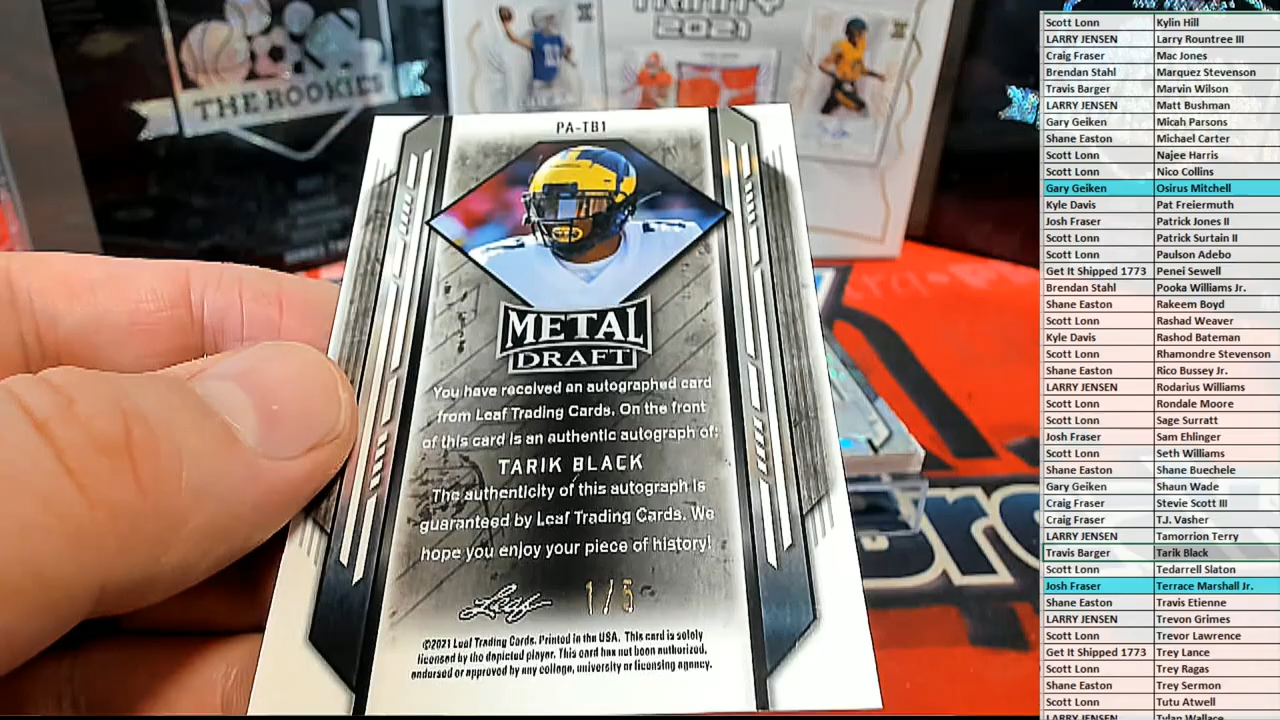 THE ROOK
TRINITY
2021
PA-TB1
METAL
DRAFT
You have received an autographed card
from Leaf Trading Cards. On the front
of this card is an authentic autograph of:
TARIK BLACK
The authenticity of this autograph is
guaranteed by Leaf Trading Cards. We
hope you enjoy your piece of history!
Leaf 1/5
©2021 Leaf Trading Cards. Printed in the USA. This card is solely
licensed by the depicted player. This card has not been authorized,
endorsed or approved by any college, university or licensing agency.
Scott Lonn Kylin Hill
LARRY JENSEN Larry Rountree III
Craig Fraser Mac Jones
Brendan Stahl Marquez Stevenson
Travis Barger Marvin Wilson
LARRY JENSEN Matt Bushman
Gary Geiken Micah Parsons
Shane Easton Michael Carter
Scott Lonn Najee Harris
Scott Lonn Nico Collins
Gary Geiken Osirus Mitchell
Kyle Davis Pat Freiermuth
Josh Fraser Patrick Jones II
Scott Lonn Patrick Surtain II
Scott Lonn Paulson Adebo
Get It Shipped 1773 Penei Sewell
Brendan Stahl Pooka Williams Jr.
Shane Easton Rakeem Boyd
Scott Lonn Rashad Weaver
Kyle Davis Rashod Bateman
Scott Lonn Rhamondre Stevenson
Shane Easton Rico Bussey Jr.
LARRY JENSEN Rodarius Williams
Scott Lonn Rondale Moore
Scott Lonn Sage Surratt
Josh Fraser Sam Ehlinger
Scott Lonn Seth Williams
Shane Easton Shane Buechele
Gary Geiken Shaun Wade
Craig Fraser Stevie Scott III
Craig Fraser T.J. Vasher
LARRY JENSEN Tamorrion Terry
Travis Barger Tarik Black
Scott Lonn Tedarrell Slaton
Josh Fraser Terrace Marshall Jr.
Shane Easton Travis Etienne
LARRY JENSEN Trevon Grimes
Scott Lonn Trevor Lawrence
Get It Shipped 1773 Trey Lance
Scott Lonn Trey Ragas
Shane Easton Trey Sermon
Scott Lonn Tutu Atwell
LARRY JENSEN Tylan Wallace